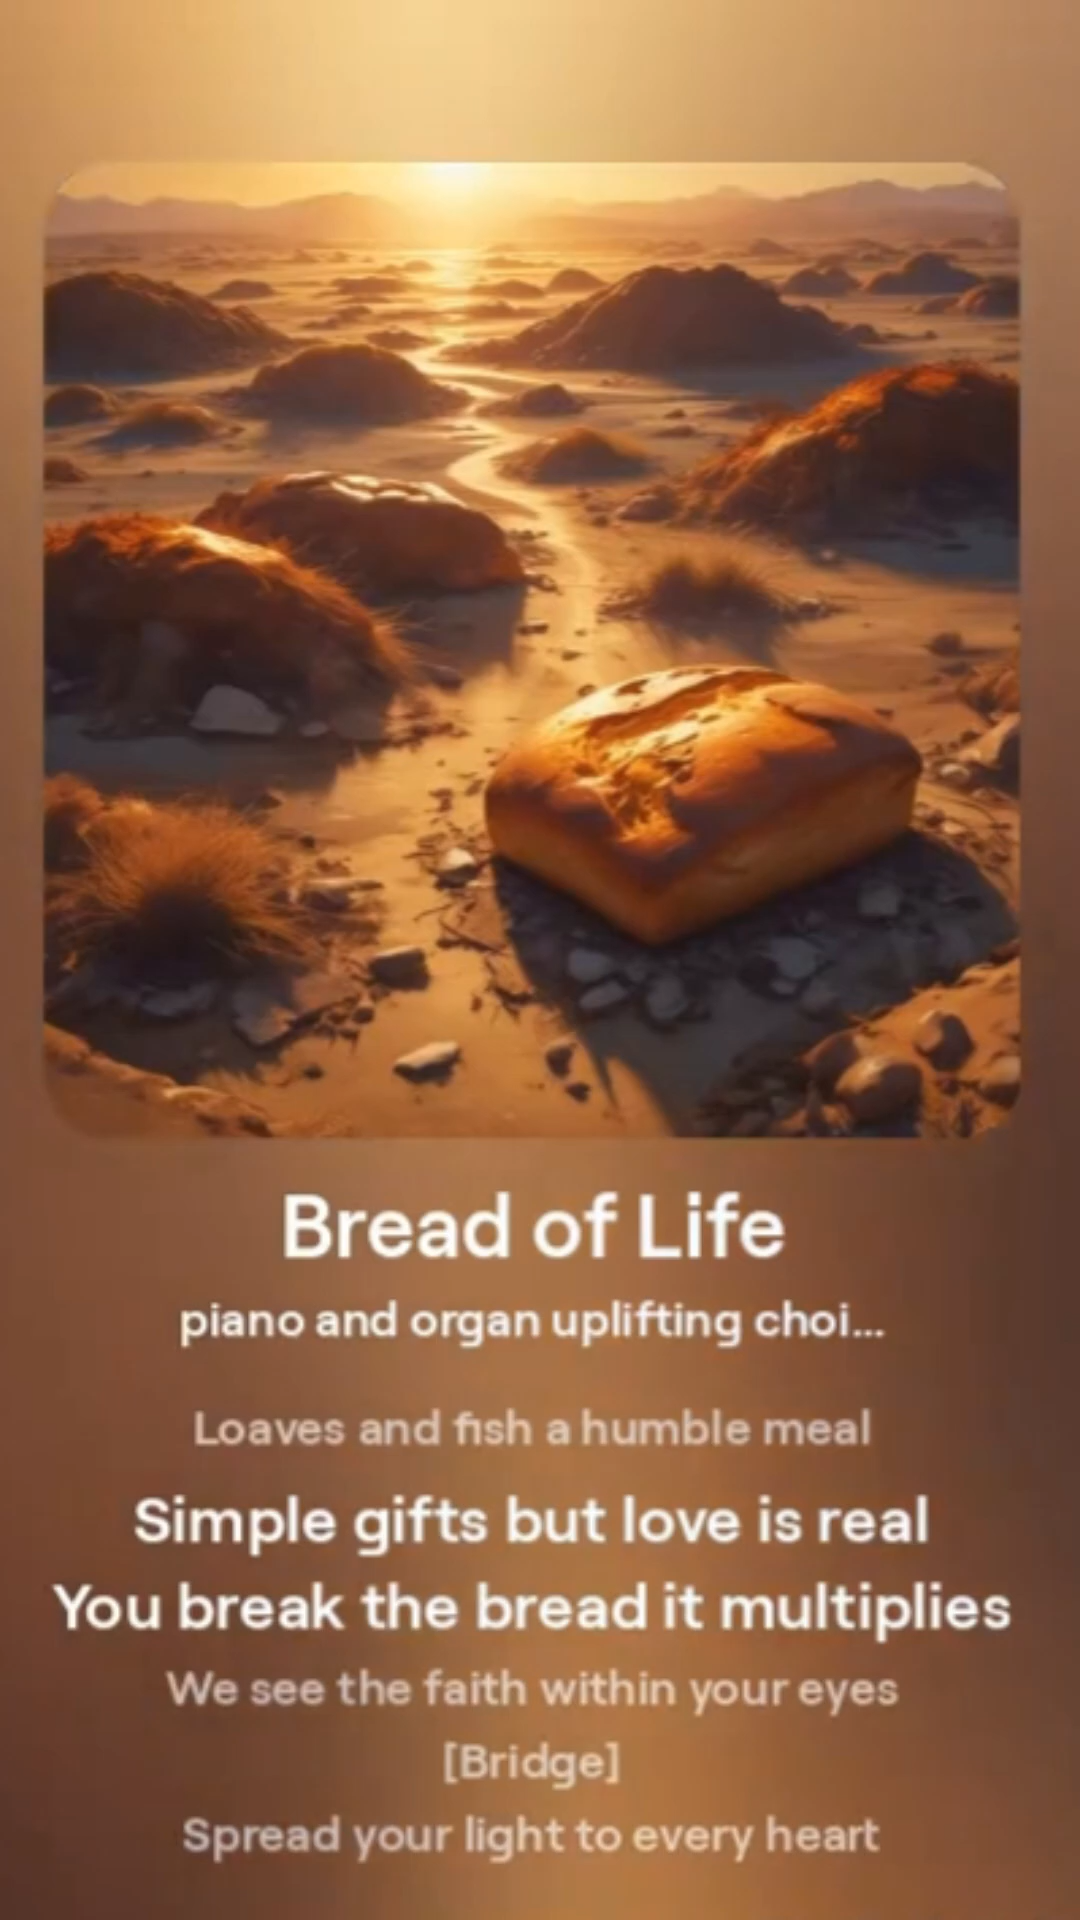 Bread of Life
piano and organ uplifting choi...
Loaves and fish a humble meal
Simple gifts but love is real
You break the bread it multiplies
We see the faith within your eyes
[Bridge]
Spread your light to every heart